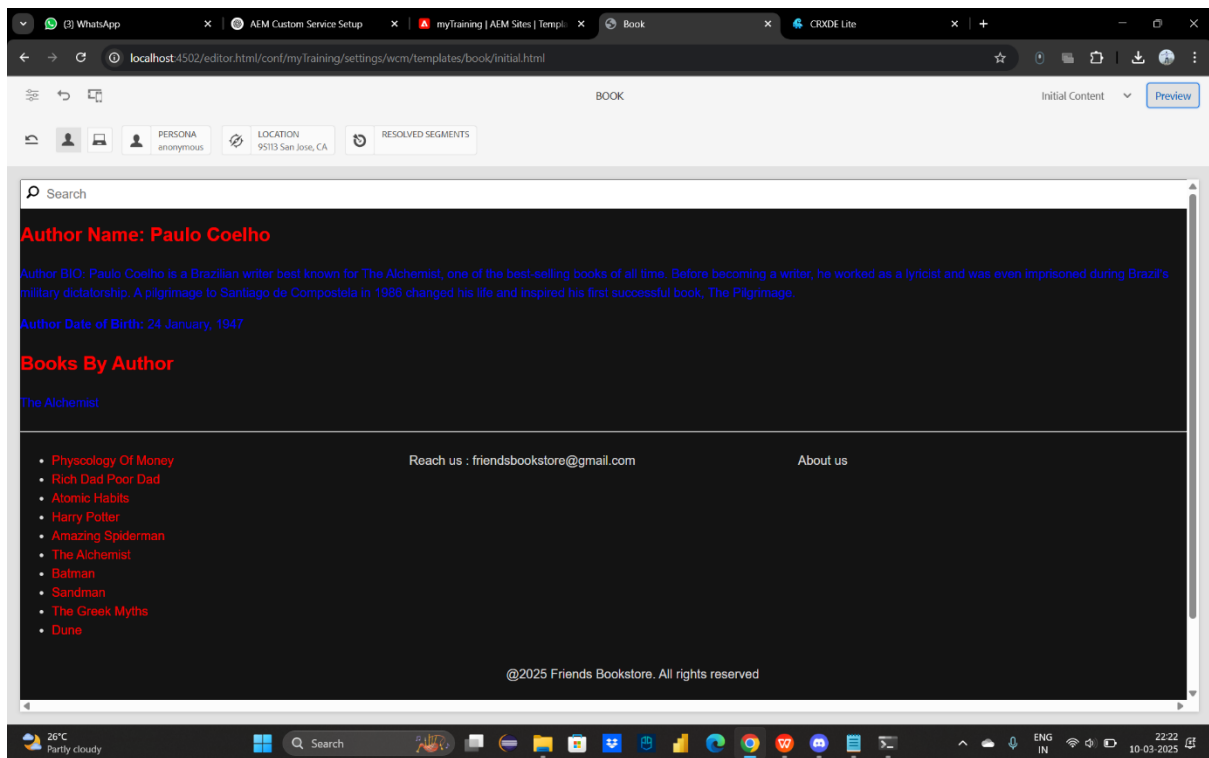 (3) WhatsApp
AEM Custom Service Setup
myTraining | AEM Sites | Templa
Book
CRXDE Lite
localhost:4502/editor.html/conf/myTraining/settings/wcm/templates/book/initial.html
BOOK
Initial Content
Preview
PERSONA
anonymous
LOCATION
95113 San Jose, CA
RESOLVED SEGMENTS
Search
Author Name: Paulo Coelho
Author BIO: Paulo Coelho is a Brazilian writer best known for The Alchemist, one of the best-selling books of all time. Before becoming a writer, he worked as a lyricist and was even imprisoned during Brazil's
military dictatorship. A pilgrimage to Santiago de Compostela in 1986 changed his life and inspired his first successful book, The Pilgrimage.
Author Date of Birth: 24 January, 1947
Books By Author
The Alchemist
Physcology Of Money
Rich Dad Poor Dad
Atomic Habits
Harry Potter
Amazing Spiderman
The Alchemist
Batman
Sandman
The Greek Myths
Dune
Reach us : friendsbookstore@gmail.com
About us
@2025 Friends Bookstore. All rights reserved
26°C
Partly cloudy
Search
ENG
IN
22:22
10-03-2025